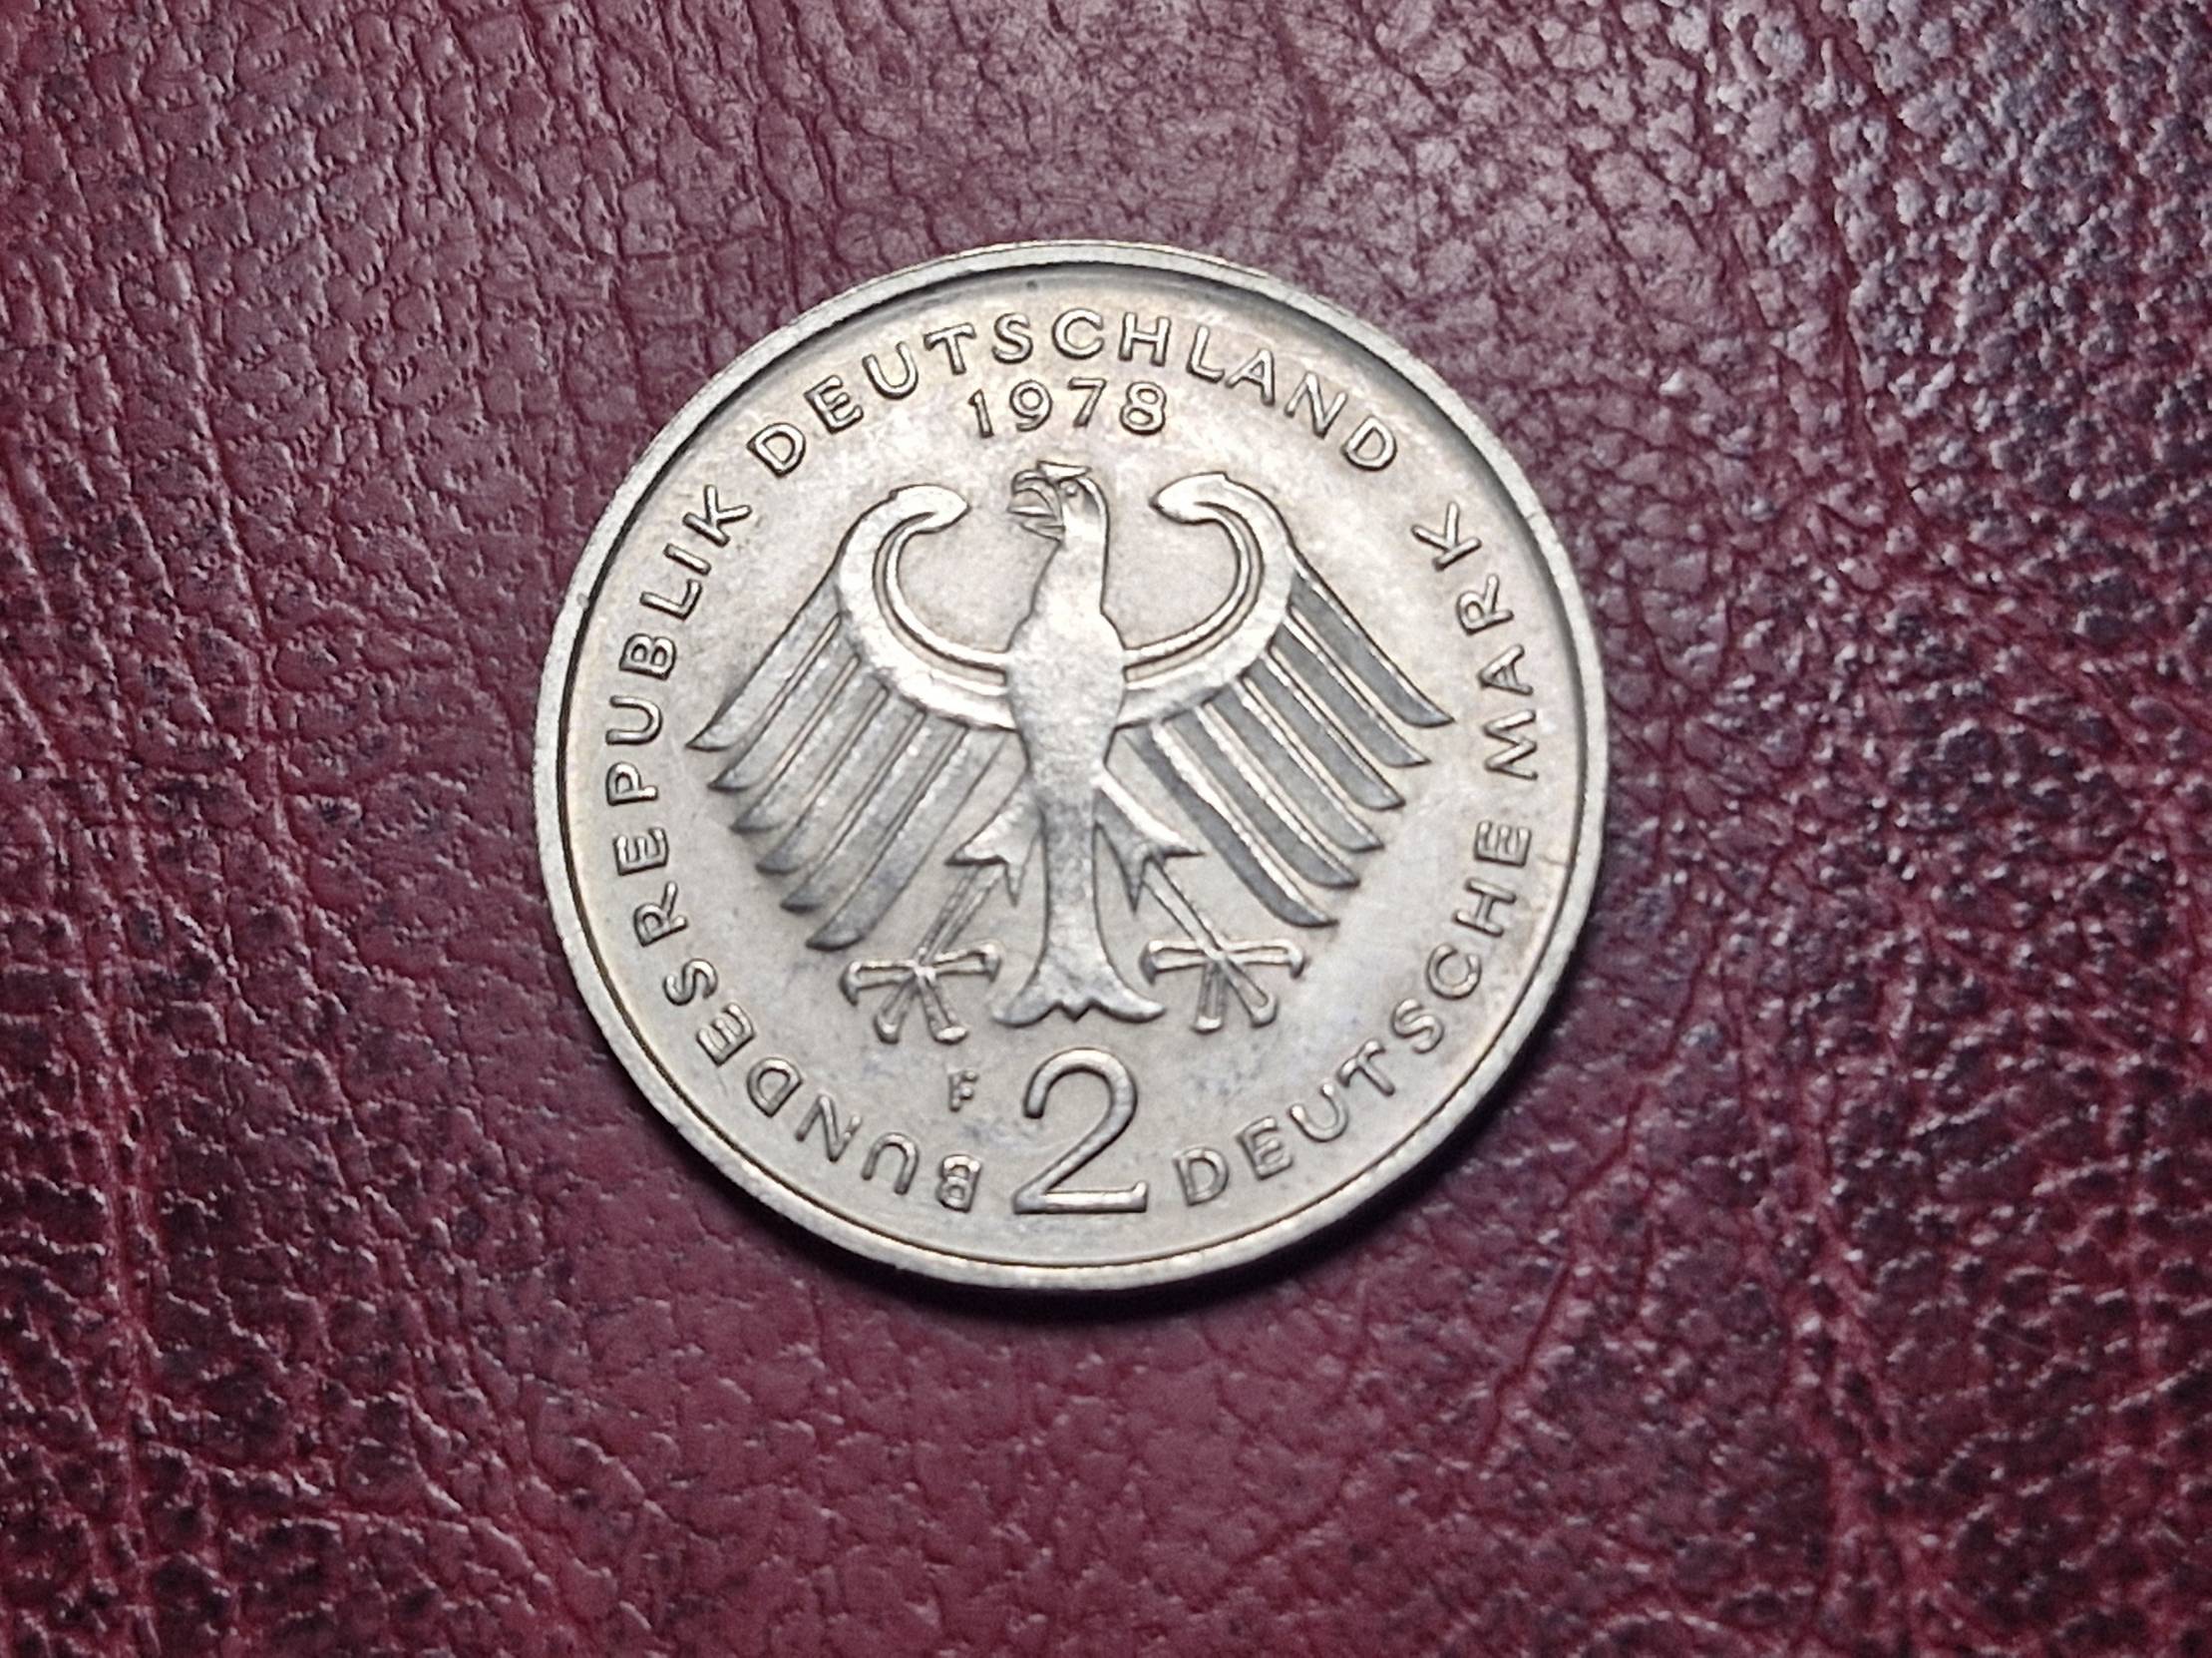 BUNDESREPUBLIK DEUTSCHLAND
1978
F
2
DEUTSCHE MARK